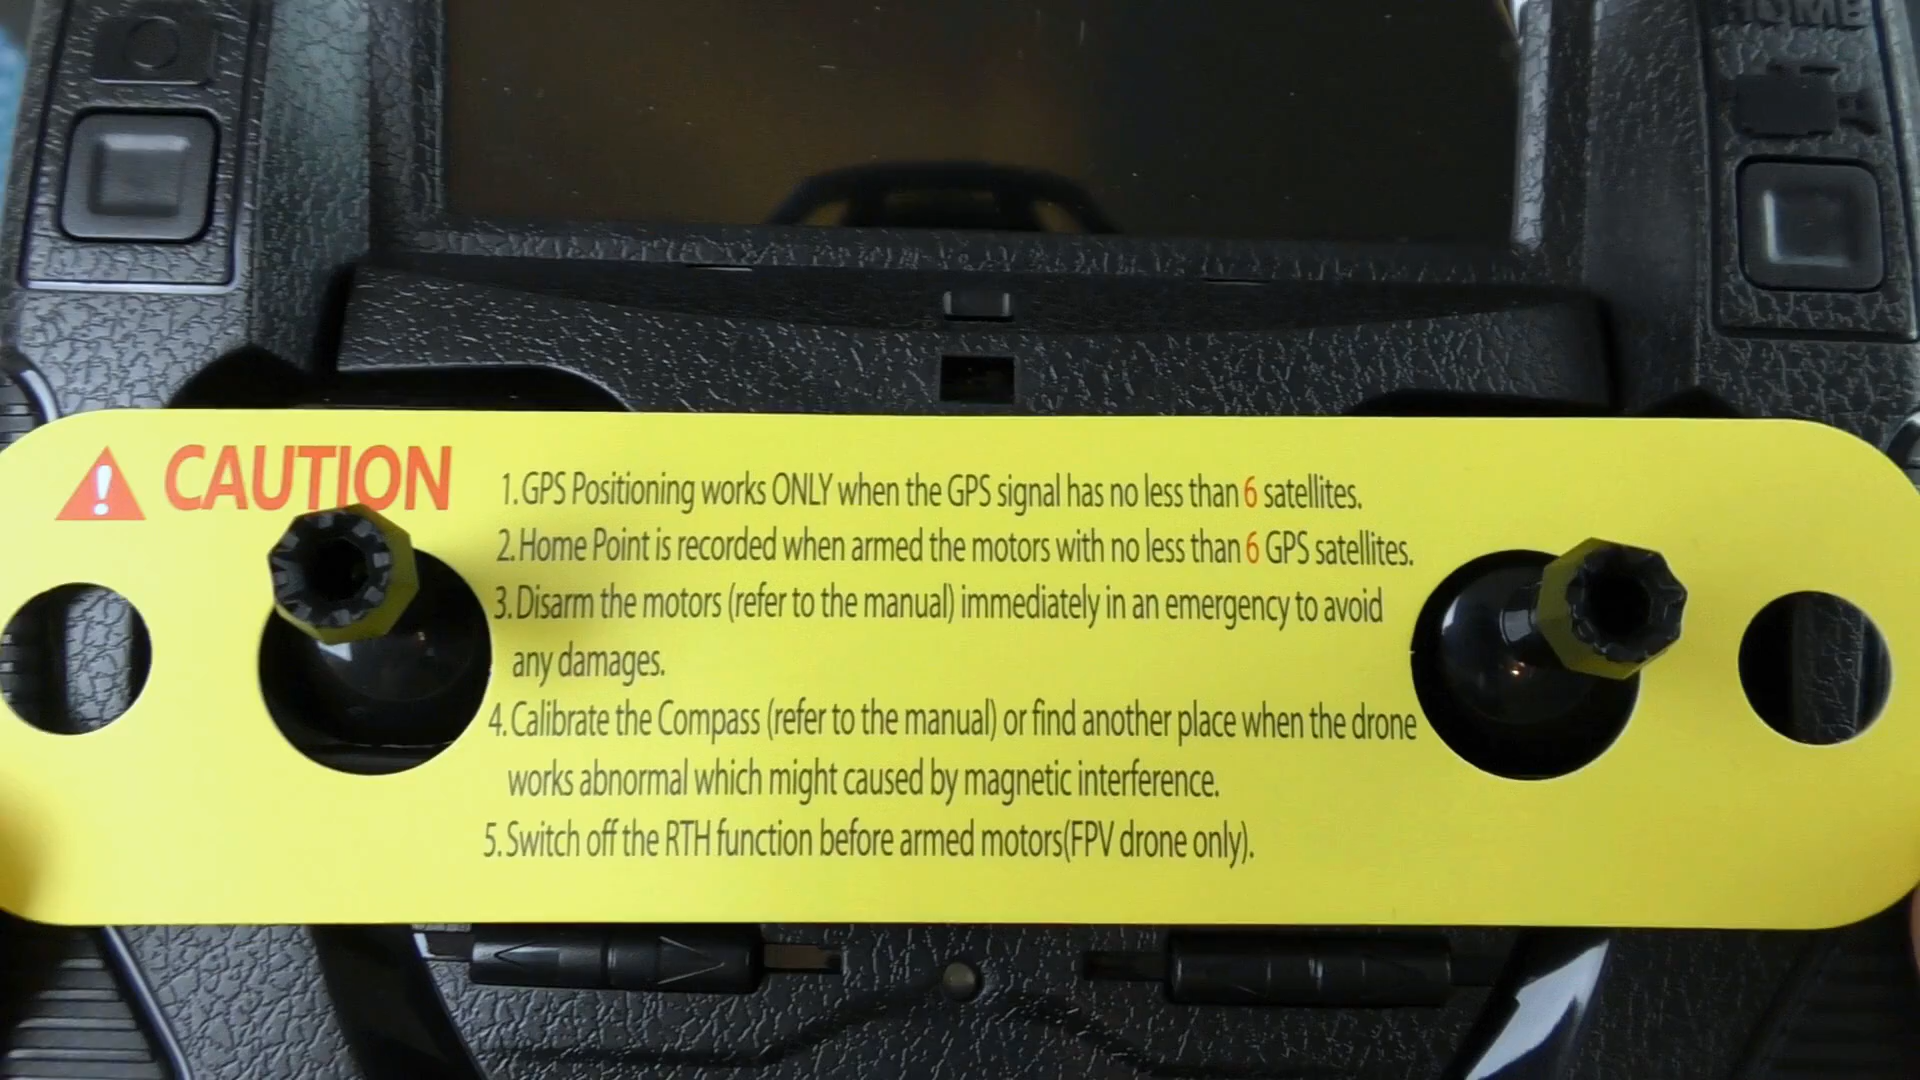 HOME
CAUTION
1.GPS Positioning works ONLY when the GPS signal has no less than 6 satellites.
2.Home Point is recorded when armed the motors with no less than 6 GPS satellites.
3.Disarm the motors (refer to the manual) immediately in an emergency to avoid
any damages.
4.Calibrate the Compass (refer to the manual) or find another place when the drone
works abnormal which might caused by magnetic interference.
5.Switch off the RTH function before armed motors(FPV drone only).